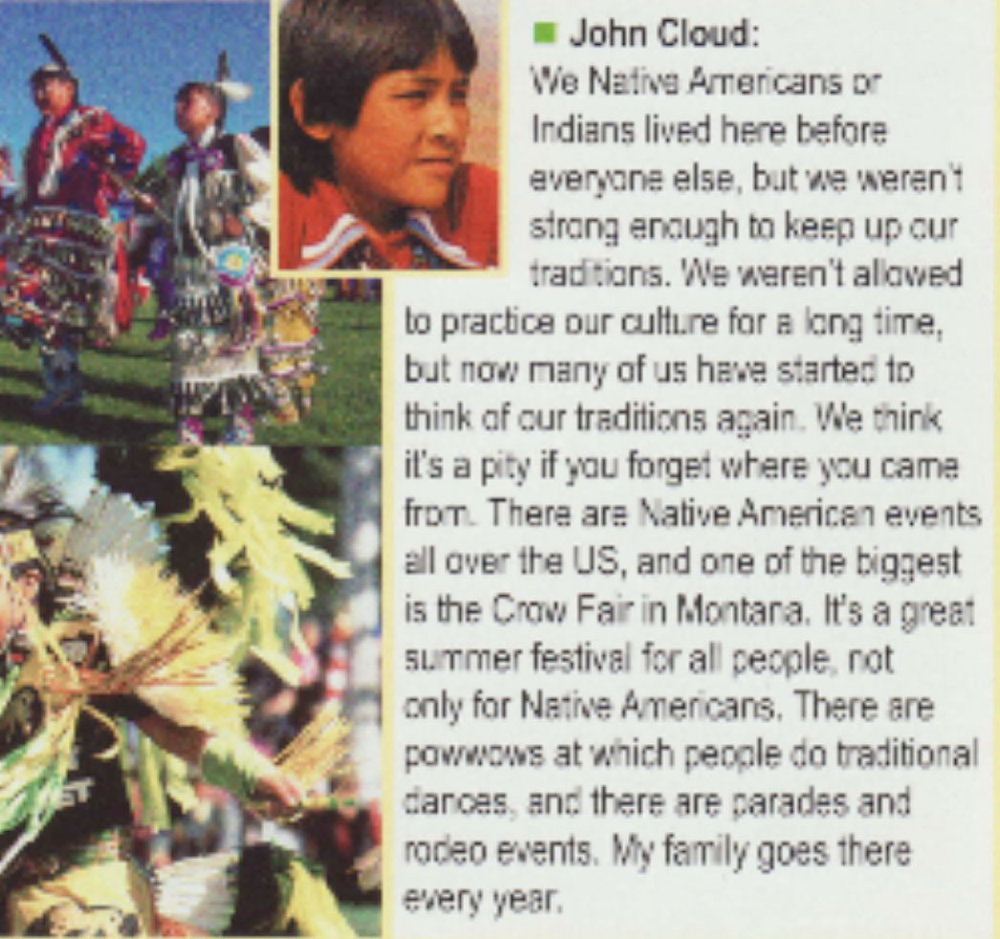 John Cloud:
We Native Americans or
Indians lived here before
everyone else, but we weren't
strong enough to keep up our
traditions. We weren't allowed
to practice our culture for a long time,
but now many of us have started to
think of our traditions again. We think
it's a pity if you forget where you came
from. There are Native American events
all over the US, and one of the biggest
is the Crow Fair in Montana. It's a great
summer festival for all people, not
only for Native Americans. There are
powwows at which people do traditional
dances, and there are parades and
rodeo events. My family goes there
every year.